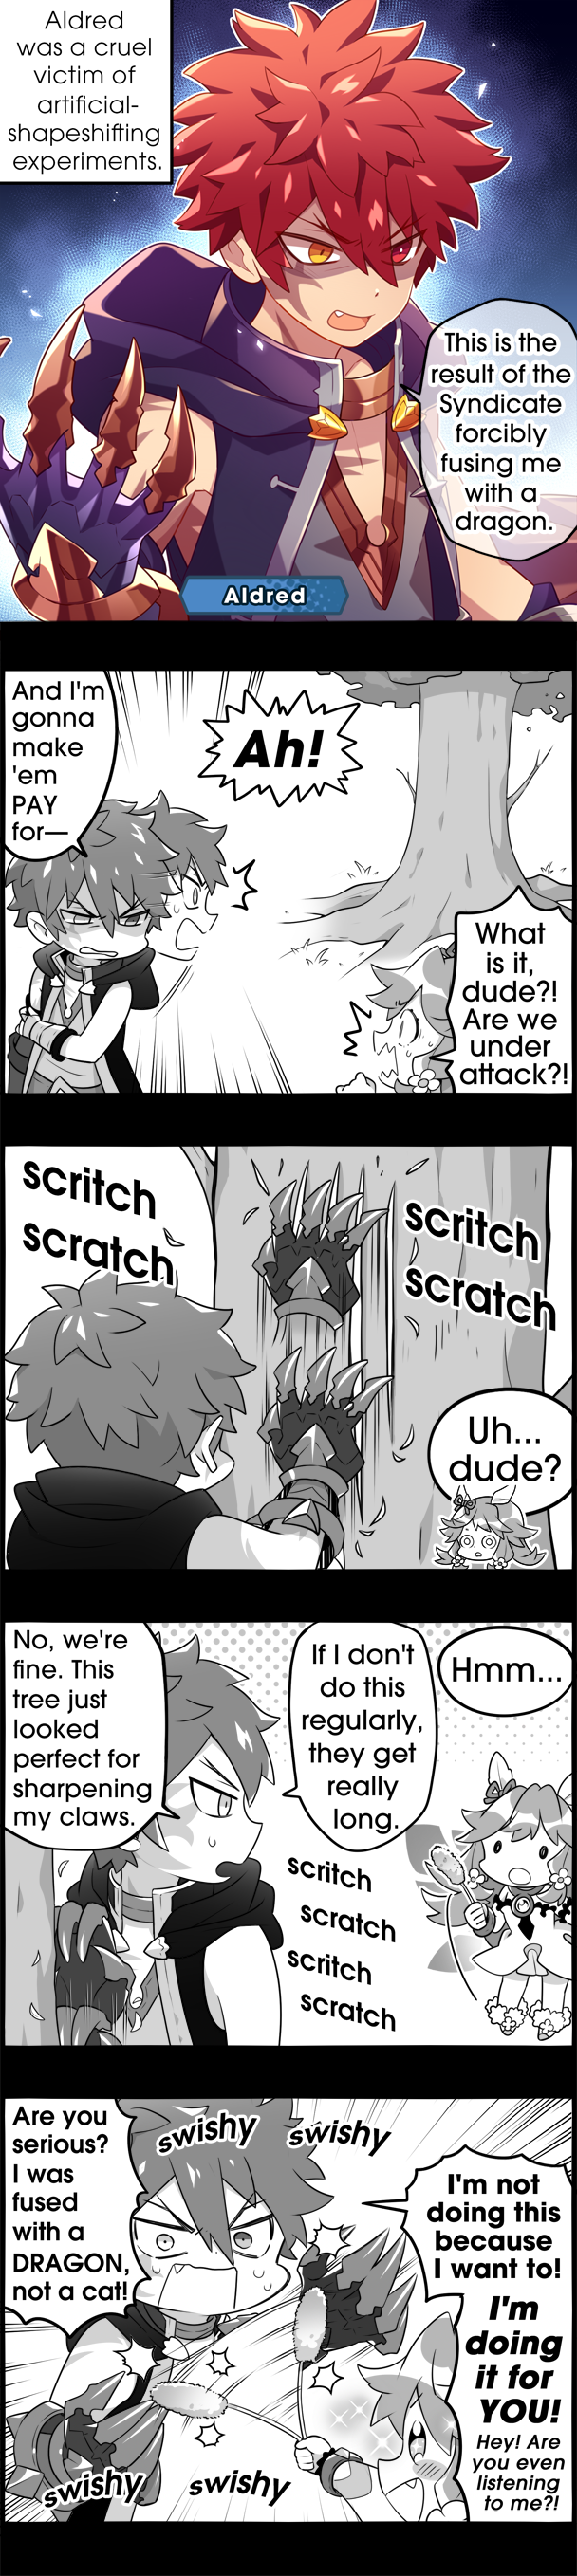 Aldred
was a cruel
victim of
artificial-
shapeshifting
experiments.
This is the
result of the
Syndicate
forcibly
fusing me
with a
dragon.
Aldred
And I'm
gonna
make
'em
PAY
for—
Ah!
What
is it,
dude?!
Are we
under
attack?!
scritch
scratch
scritch
scratch
Uh...
dude?
No, we're
fine. This
tree just
looked
perfect for
sharpening
my claws.
If I don't
do this
regularly,
they get
really
long.
Hmm...
scritch
scratch
scritch
scratch
Are you
serious?
I was
fused
with a
DRAGON,
not a cat!
swishy
swishy
I'm not
doing this
because
I want to!
I'm
doing
it for
YOU!
Hey! Are
you even
listening
to me?!
swishy
swishy